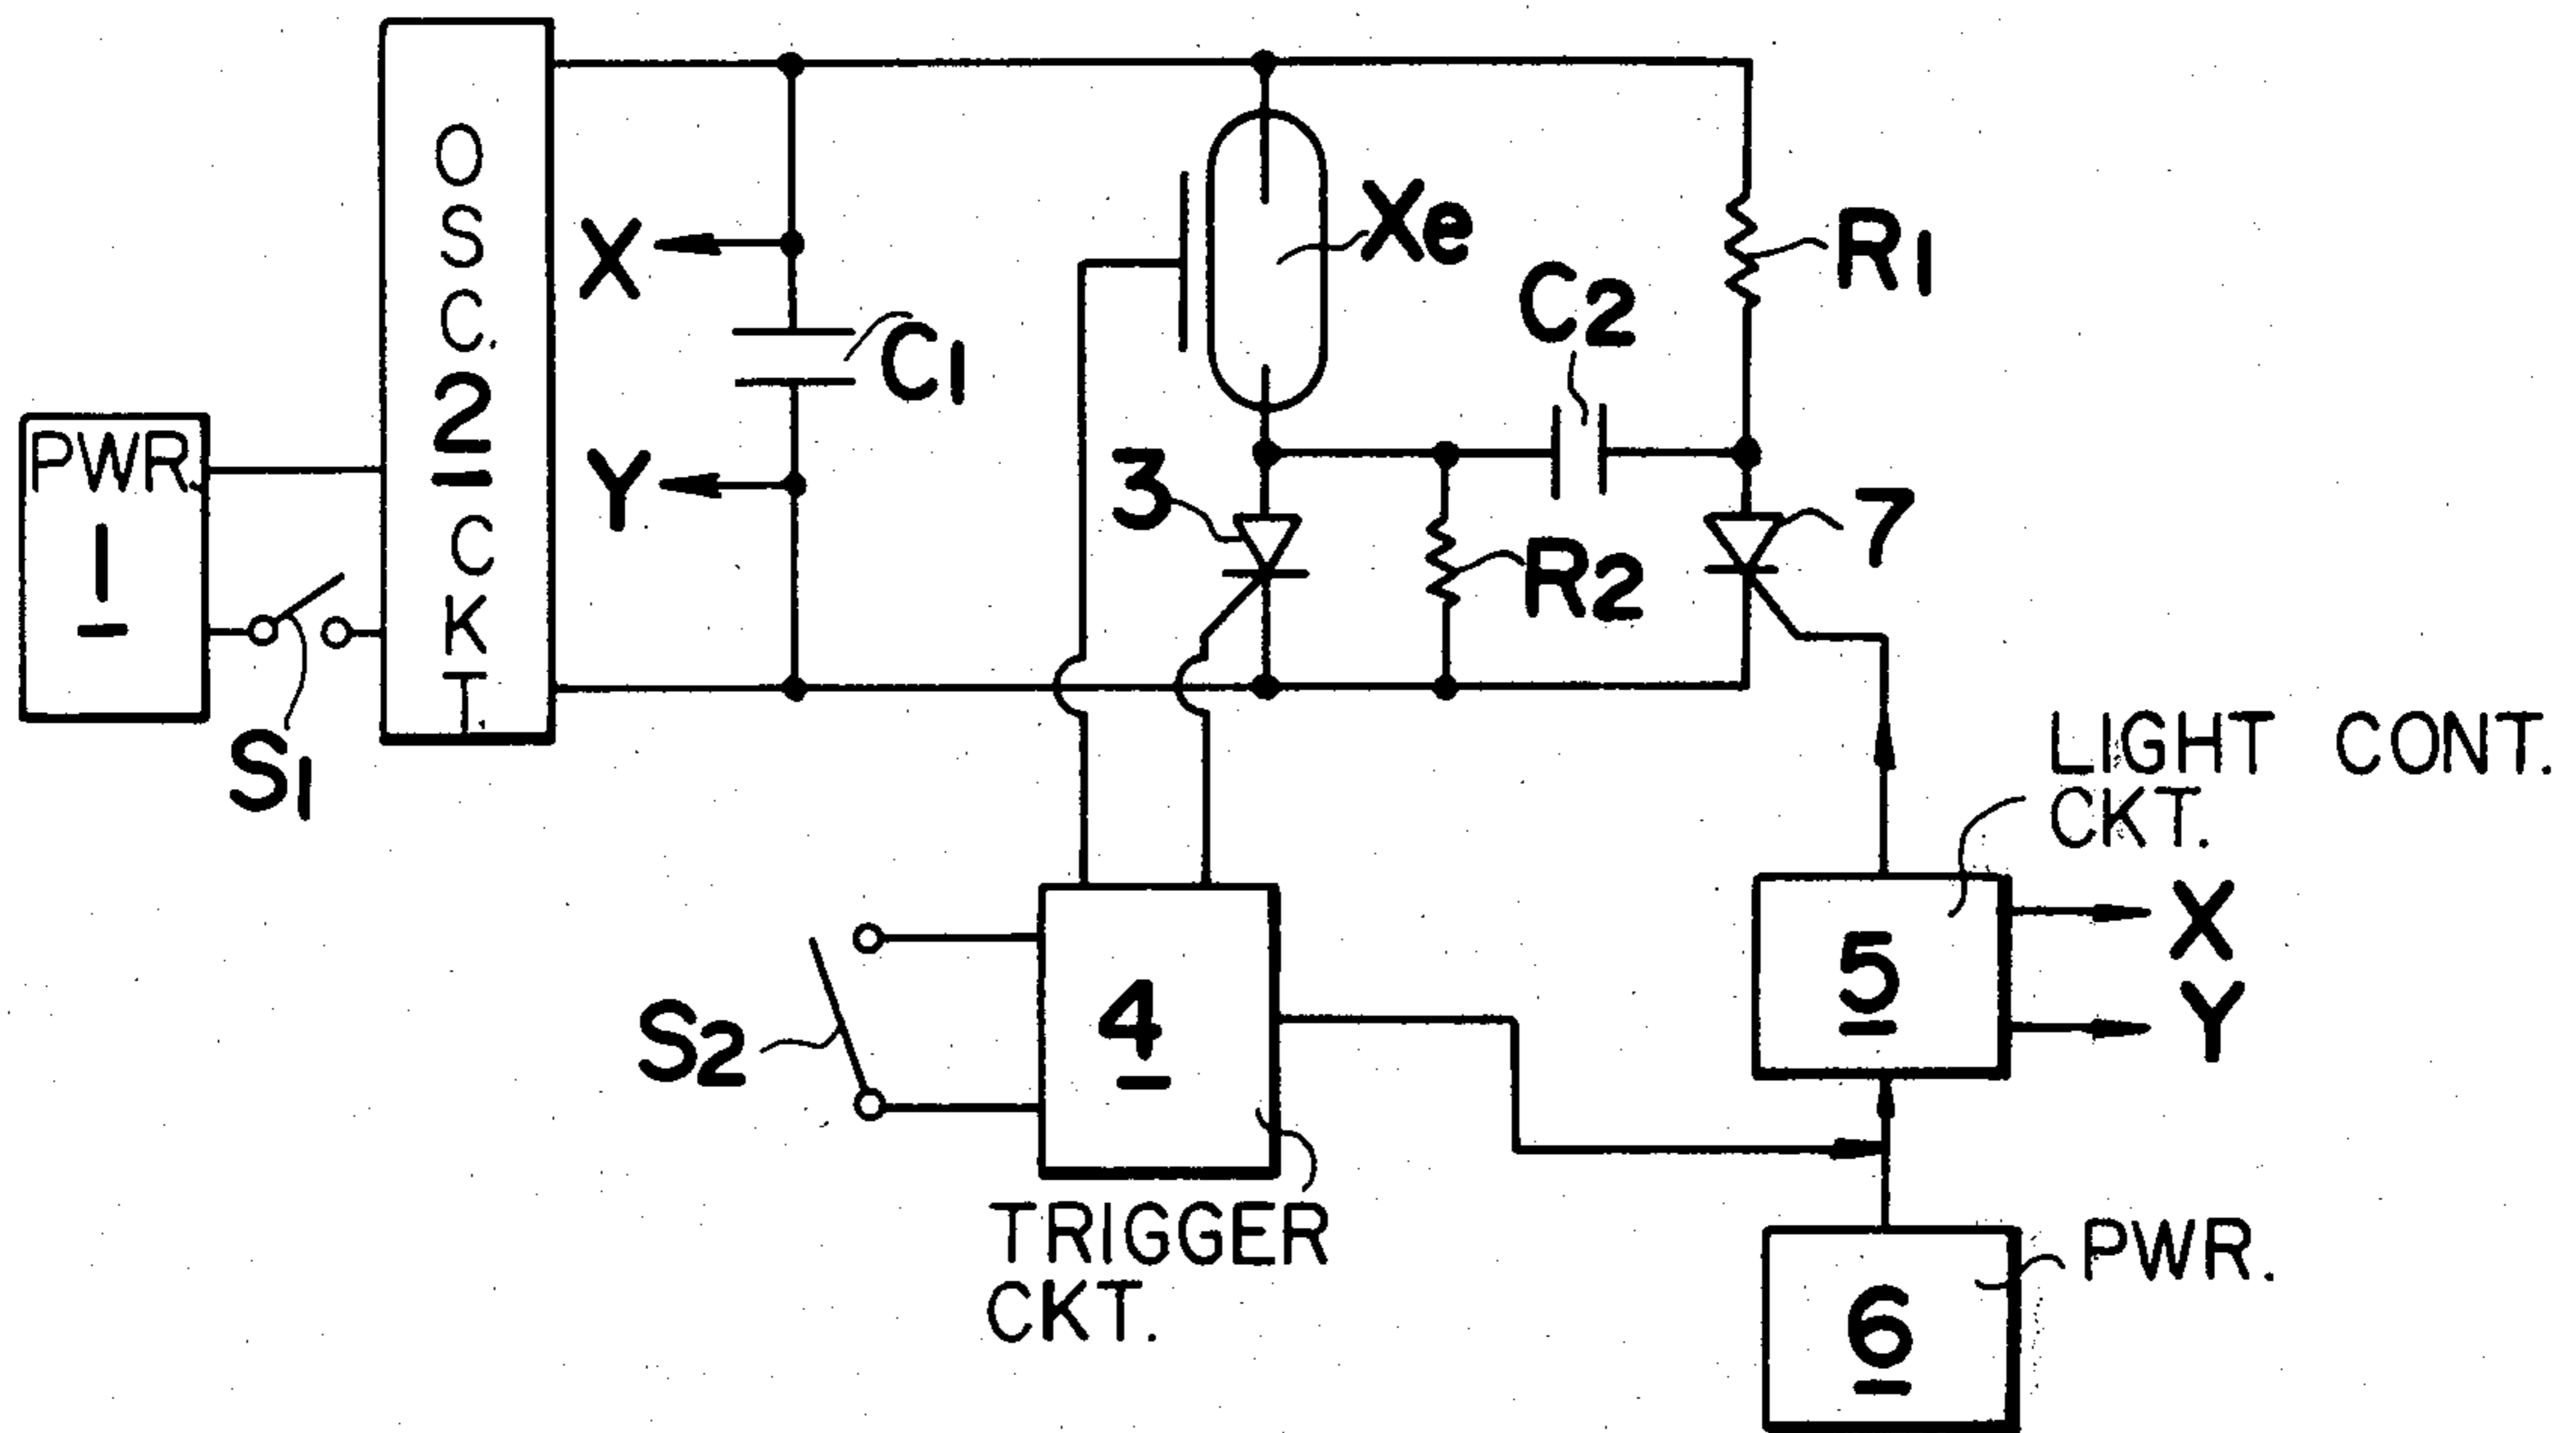 OSC.
2
CKT.
PWR.
1
S1
X
Y
C1
Xe
C2
R1
3
R2
7
LIGHT CONT.
CKT.
5
X
Y
S2
4
TRIGGER
CKT.
6
PWR.